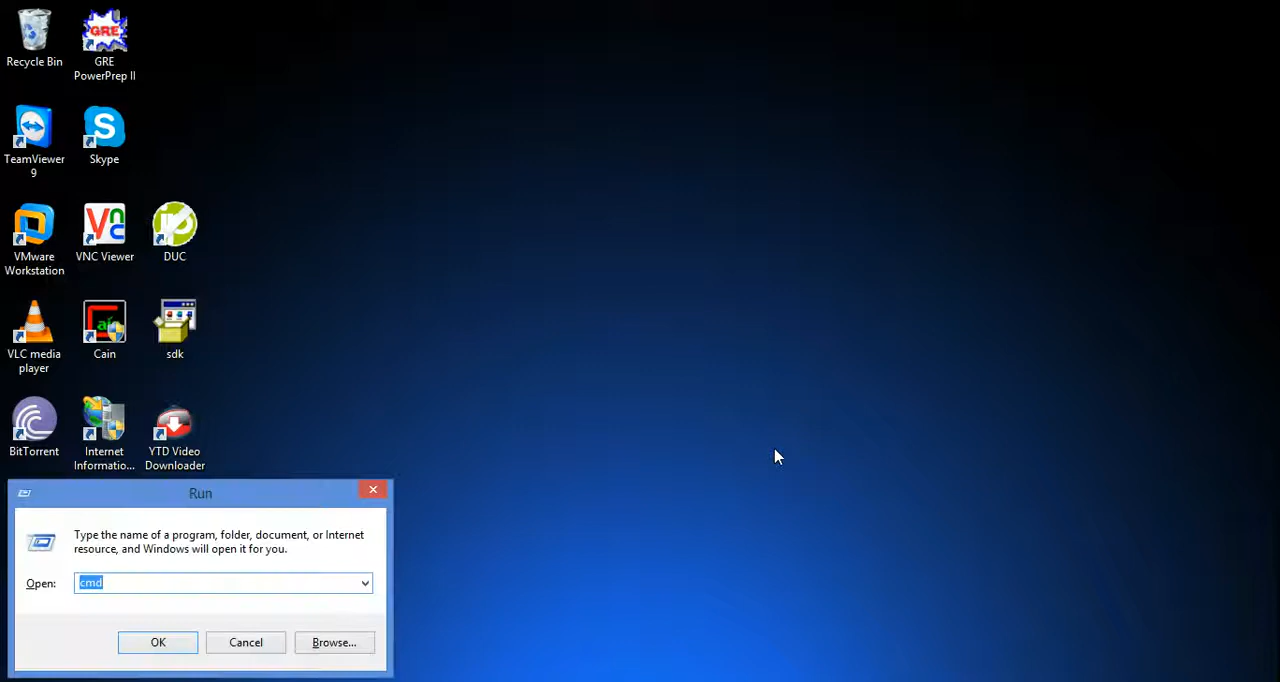 Recycle Bin
GRE
GRE
PowerPrep II
TeamViewer
9
S
Skype
VMware
Workstation
VNC
VNC Viewer
DUC
VLC media
player
Cain
sdk
BitTorrent
Internet
Informatio...
YTD Video
Downloader
Run
Type the name of a program, folder, document, or Internet
resource, and Windows will open it for you.
Open:
cmd
OK
Cancel
Browse...